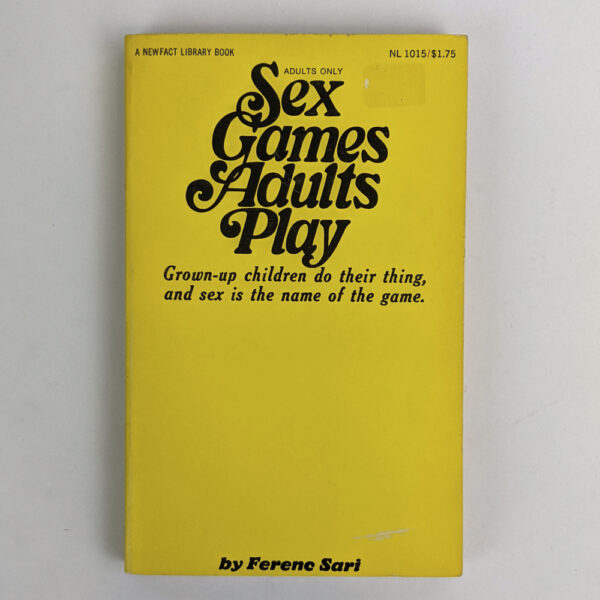 A NEWFACT LIBRARY BOOK
NL 1015/$1.75
ADULTS ONLY
Sex
Games
Adults
Play
Grown-up children do their thing,
and sex is the name of the game.
by Ferenc Sari